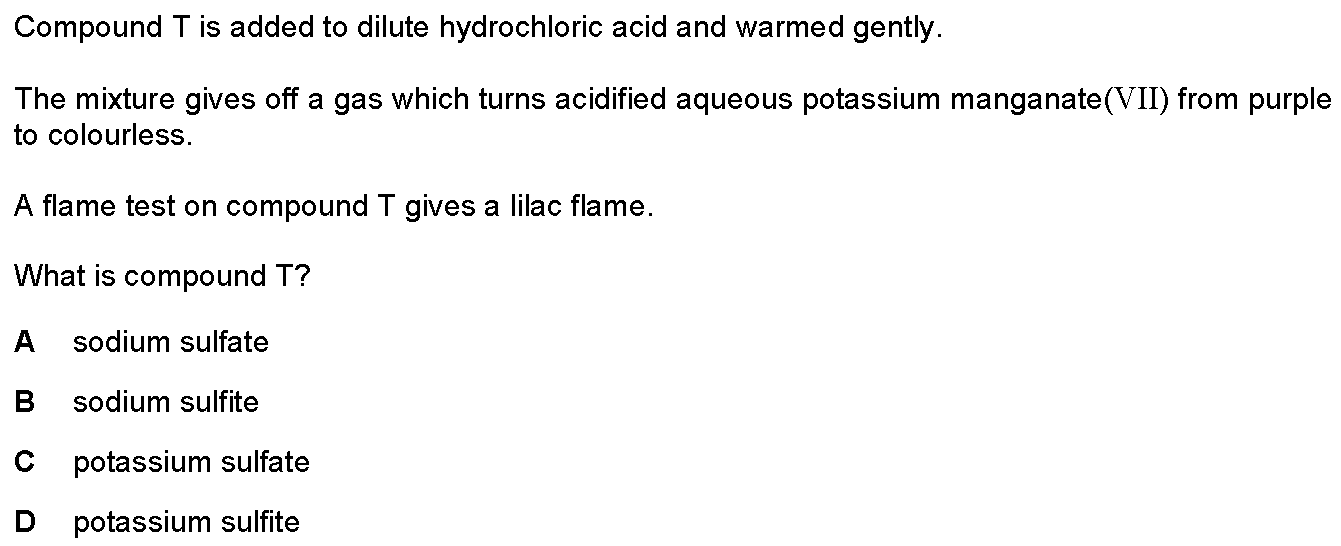 Compound T is added to dilute hydrochloric acid and warmed gently.
The mixture gives off a gas which turns acidified aqueous potassium manganate(VII) from purple
to colourless.
A flame test on compound T gives a lilac flame.
What is compound T?
A sodium sulfate
B sodium sulfite
C potassium sulfate
D potassium sulfite